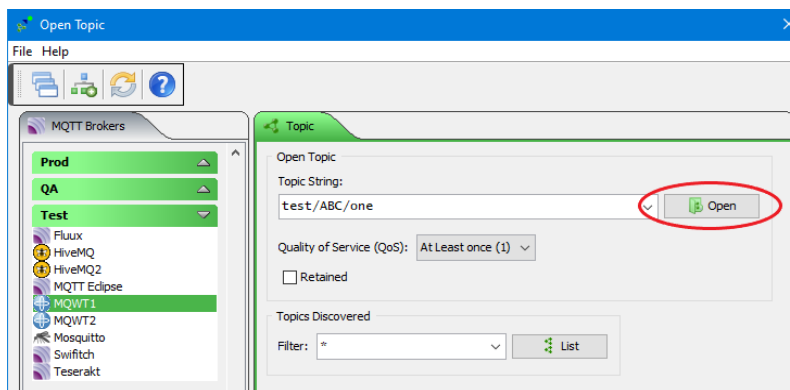 Open Topic
File Help
MQTT Brokers
Prod
QA
Test
Fluux
HiveMQ
HiveMQ2
MQTT Eclipse
MQWT1
MQWT2
Mosquitto
Swifitch
Teserakt
Topic
Open Topic
Topic String:
test/ABC/one
Open
Quality of Service (QoS): At Least once (1)
Retained
Topics Discovered
Filter: * List